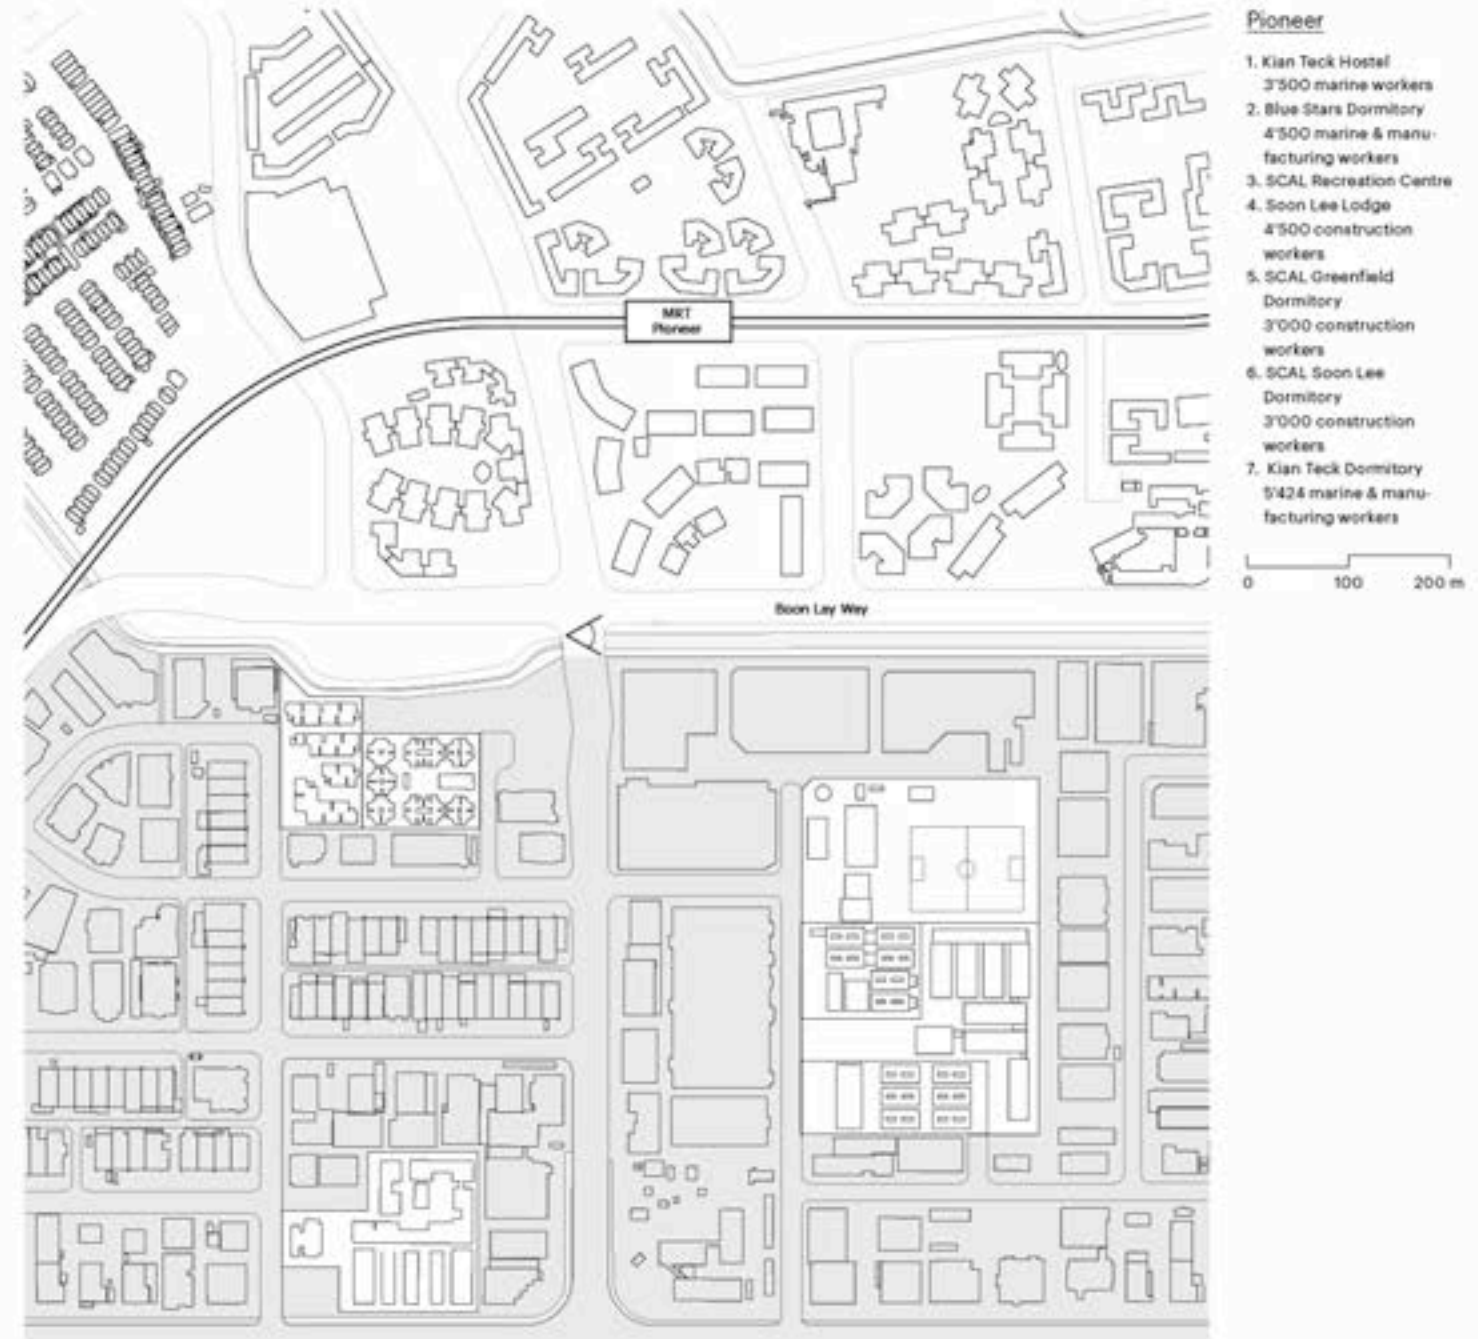 Pioneer
1. Kian Teck Hostel
3'500 marine workers
2. Blue Stars Dormitory
4'500 marine & manu-
facturing workers
3. SCAL Recreation Centre
4. Soon Lee Lodge
4'500 construction
workers
5. SCAL Greenfield
Dormitory
3'000 construction
workers
6. SCAL Soon Lee
Dormitory
3'000 construction
workers
7. Kian Teck Dormitory
5'424 marine & manu-
facturing workers
0 100 200 m
MRT
Pioneer
Boon Lay Way